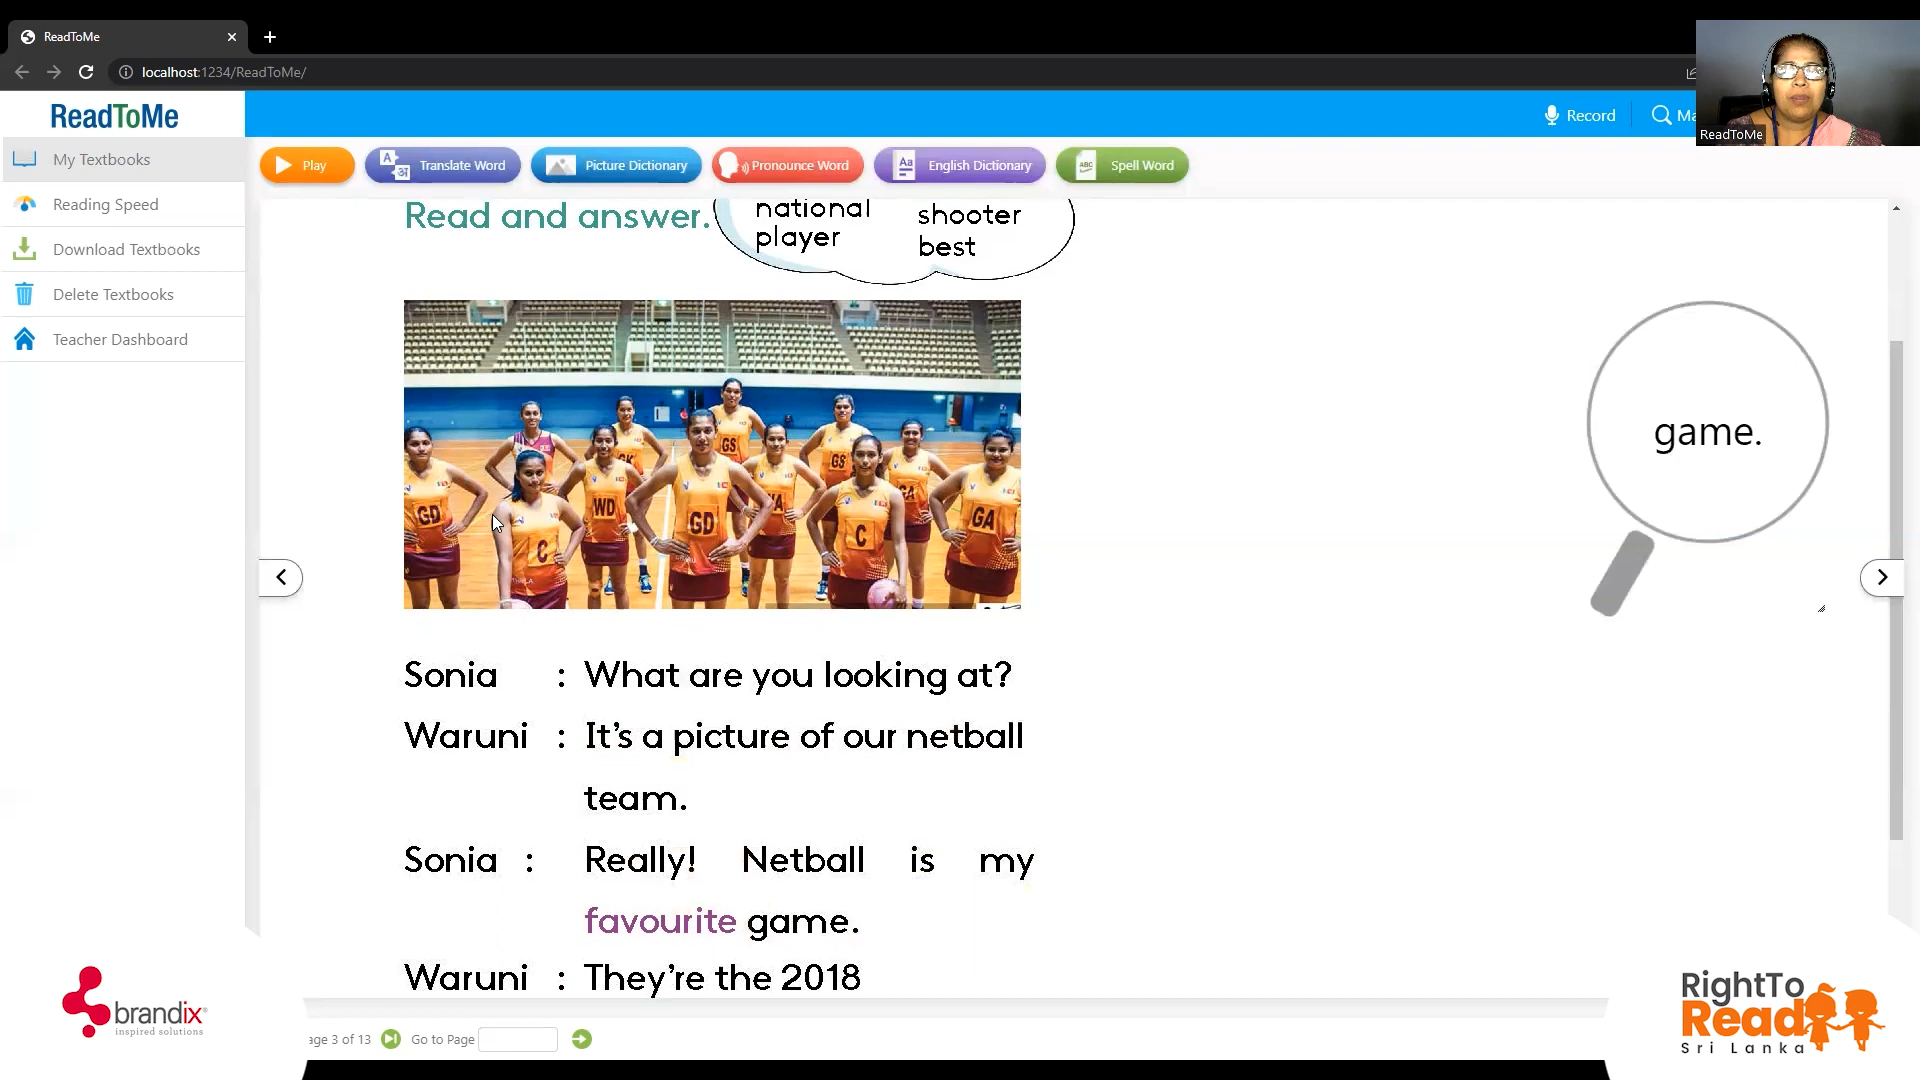 ReadToMe
localhost:1234/ReadToMe/
ReadToMe
Record
My Textbooks
Reading Speed
Download Textbooks
Delete Textbooks
Teacher Dashboard
Play
Translate Word
Picture Dictionary
Pronounce Word
English Dictionary
Spell Word
ReadToMe
Read and answer.
national
player
shooter
best
GD
C
WD
GK
GD
GS
GS
C
GA
GA
game.
Sonia : What are you looking at?
Waruni : It's a picture of our netball
team.
Sonia : Really! Netball is my
favourite game.
Waruni : They're the 2018
age 3 of 13
Go to Page
brandix
inspired solutions
RightTo
Read
Sri Lanka